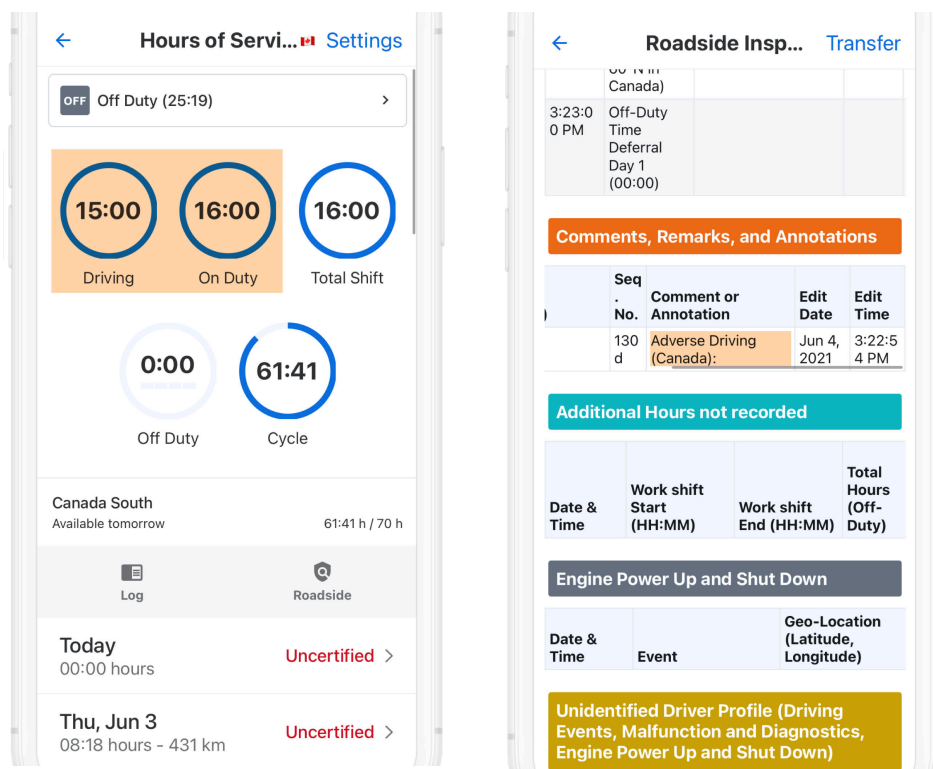 Hours of Servi... Settings
OFF Off Duty (25:19)
15:00
16:00
16:00
Driving
On Duty
Total Shift
0:00
61:41
Off Duty
Cycle
Canada South
Available tomorrow
61:41 h / 70 h
Log
Roadside
Today
00:00 hours
Uncertified
Thu, Jun 3
08:18 hours - 431 km
Uncertified
Roadside Insp... Transfer
Canada)
3:23:0
0 PM
Off-Duty
Time
Deferral
Day 1
(00:00)
Comments, Remarks, and Annotations
Seq
.
No.
Comment or
Annotation
Edit
Date
Edit
Time
130
d
Adverse Driving
(Canada):
Jun 4,
2021
3:22:5
4 PM
Additional Hours not recorded
Date &
Time
Work shift
Start
(HH:MM)
Work shift
End (HH:MM)
Total
Hours
(Off-
Duty)
Engine Power Up and Shut Down
Date &
Time
Event
Geo-Location
(Latitude,
Longitude)
Unidentified Driver Profile (Driving
Events, Malfunction and Diagnostics,
Engine Power Up and Shut Down)